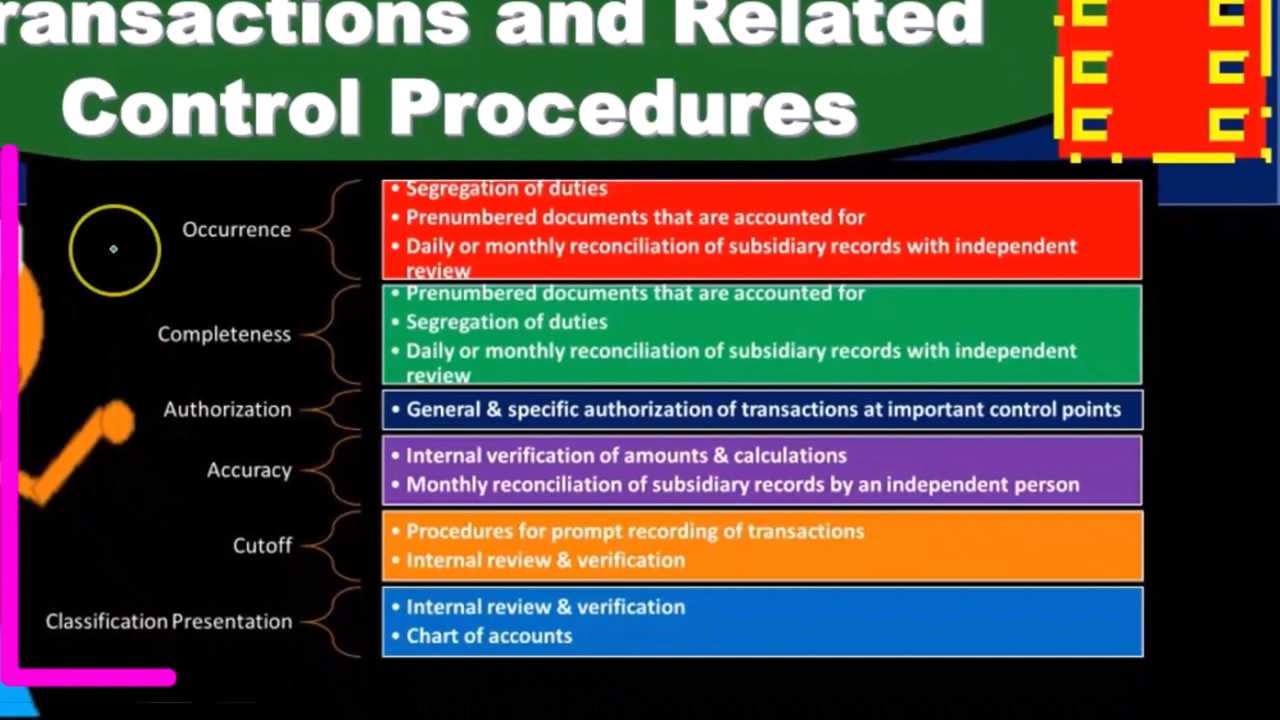 ransactions and Related
Control Procedures
Occurrence
• Segregation of duties
• Prenumbered documents that are accounted for
• Daily or monthly reconciliation of subsidiary records with independent
review
Completeness
• Prenumbered documents that are accounted for
• Segregation of duties
• Daily or monthly reconciliation of subsidiary records with independent
review
Authorization
• General & specific authorization of transactions at important control points
Accuracy
• Internal verification of amounts & calculations
• Monthly reconciliation of subsidiary records by an independent person
Cutoff
• Procedures for prompt recording of transactions
• Internal review & verification
Classification Presentation
• Internal review & verification
• Chart of accounts